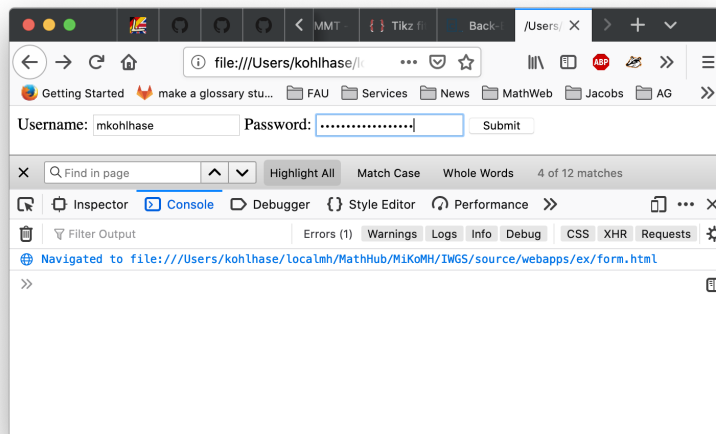 MMT - Tikz fi Back- /Users/
file:///Users/kohlhase/l
Getting Started make a glossary stu... FAU Services News MathWeb Jacobs AG
Username: mkohlhase Password: •••••••••••••••••• Submit
Find in page Highlight All Match Case Whole Words 4 of 12 matches
Inspector Console Debugger {} Style Editor Performance
Filter Output Errors (1) Warnings Logs Info Debug CSS XHR Requests
Navigated to file:///Users/kohlhase/localmh/MathHub/MiKoMH/IWGS/source/webapps/ex/form.html